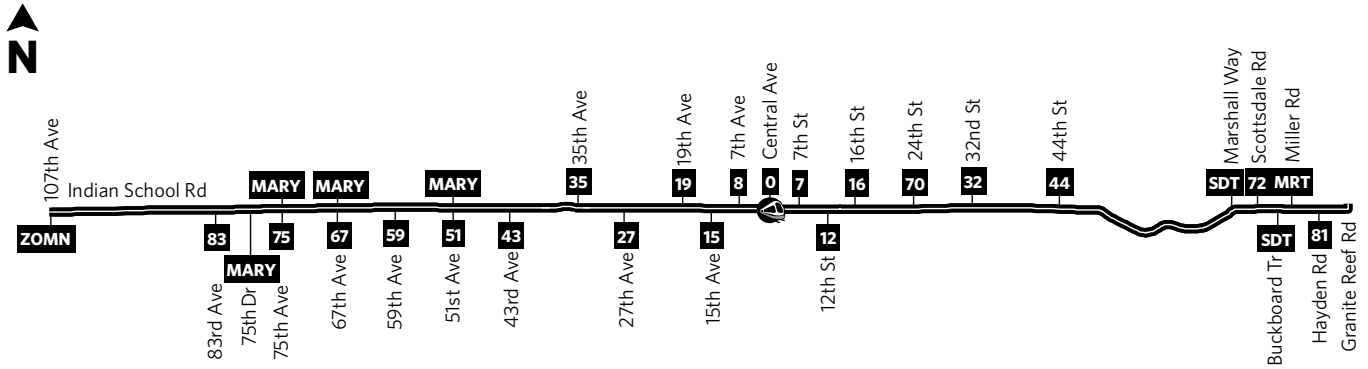 N
107th Ave
Indian School Rd
35th Ave
19th Ave
7th Ave
Central Ave
7th St
16th St
24th St
32nd St
44th St
Marshall Way
Scottsdale Rd
Miller Rd
MARY
MARY
MARY
35
19
8
0
7
16
70
32
44
SDT
72
MRT
ZOMN
83
75
67
59
51
43
27
15
12
SDT
81
MARY
83rd Ave
75th Dr
75th Ave
67th Ave
59th Ave
51st Ave
43rd Ave
27th Ave
15th Ave
12th St
Buckboard Tr
Hayden Rd
Granite Reef Rd